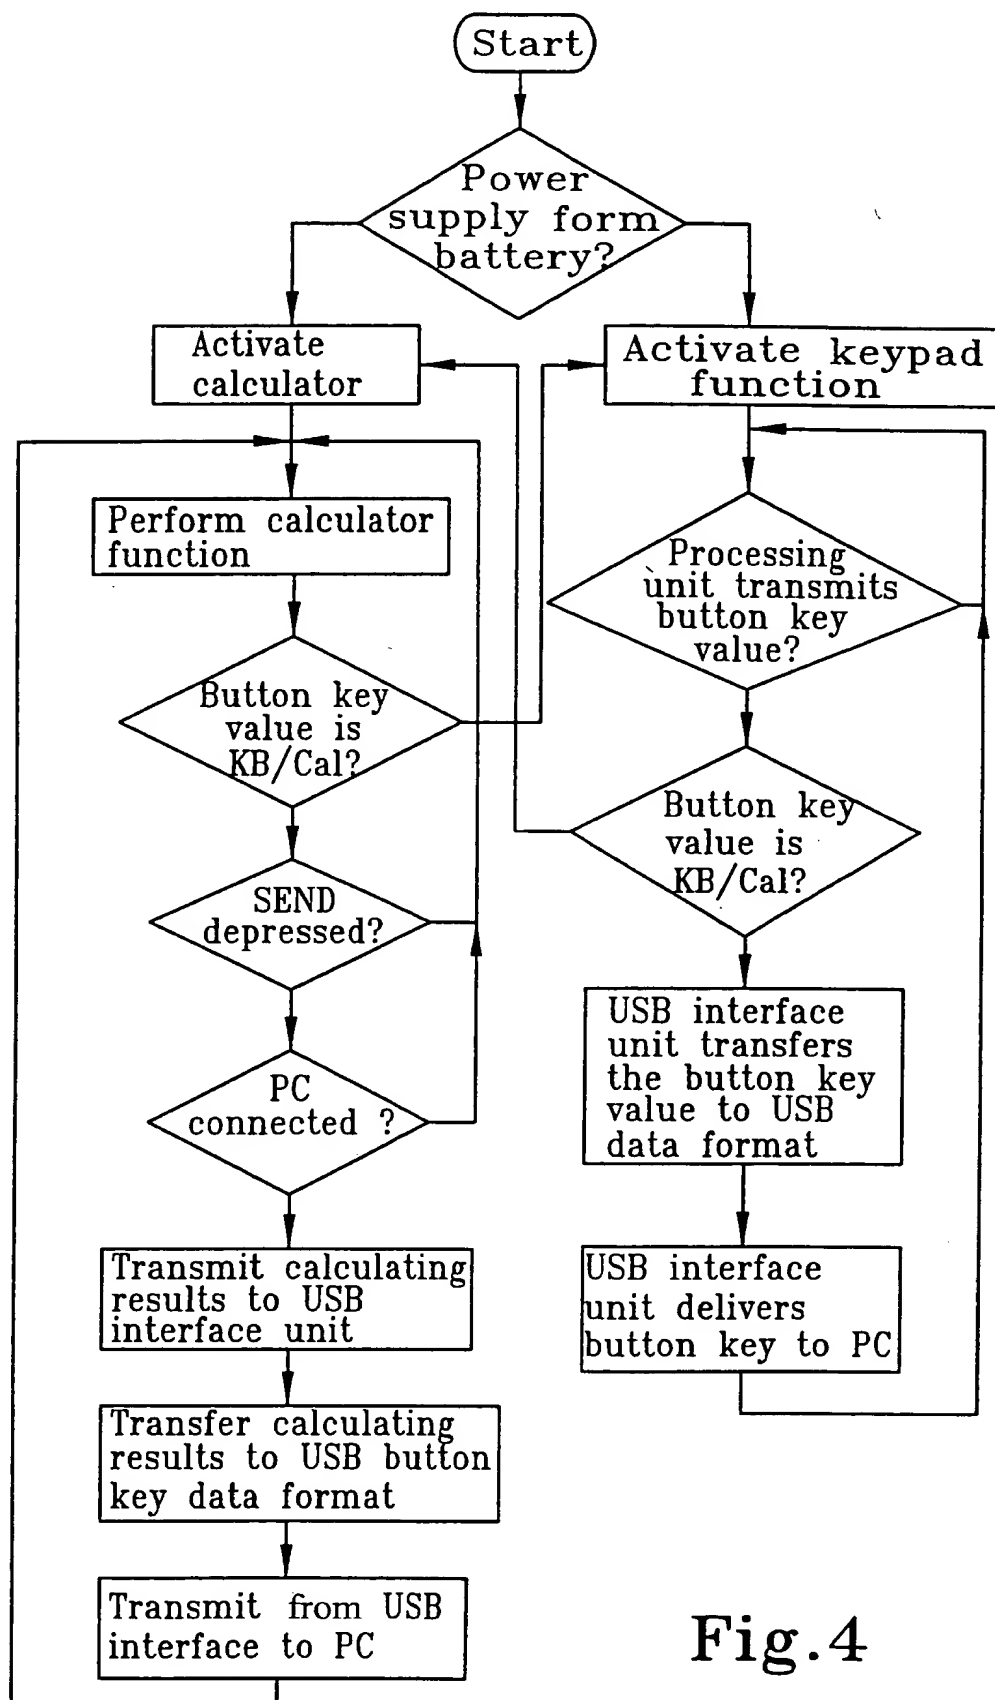 Start
Power
supply form
battery?
Activate
calculator
Activate keypad
function
Perform calculator
function
Processing
unit transmits
button key
value?
Button key
value is
KB/Cal?
Button key
value is
KB/Cal?
SEND
depressed?
USB interface
unit transfers
the button key
value to USB
data format
PC
connected ?
Transmit calculating
results to USB
interface unit
USB interface
unit delivers
button key to PC
Transfer calculating
results to USB button
key data format
Transmit from USB
interface to PC
Fig.4